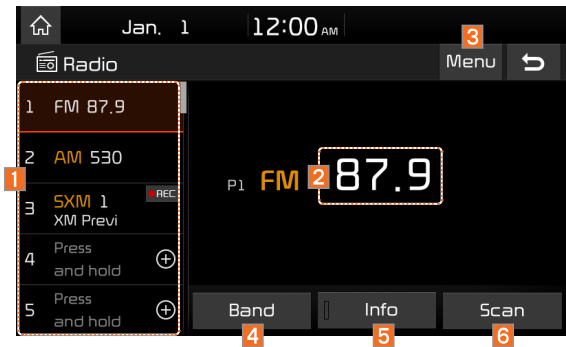 Jan. 1 12:00 AM
3
Radio Menu
1 FM 87.9
2 AM 530
1
3 SXM 1 REC
XM Previ
4 Press
and hold
5 Press
and hold
P1 FM 2 87.9
Band Info Scan
4 5 6